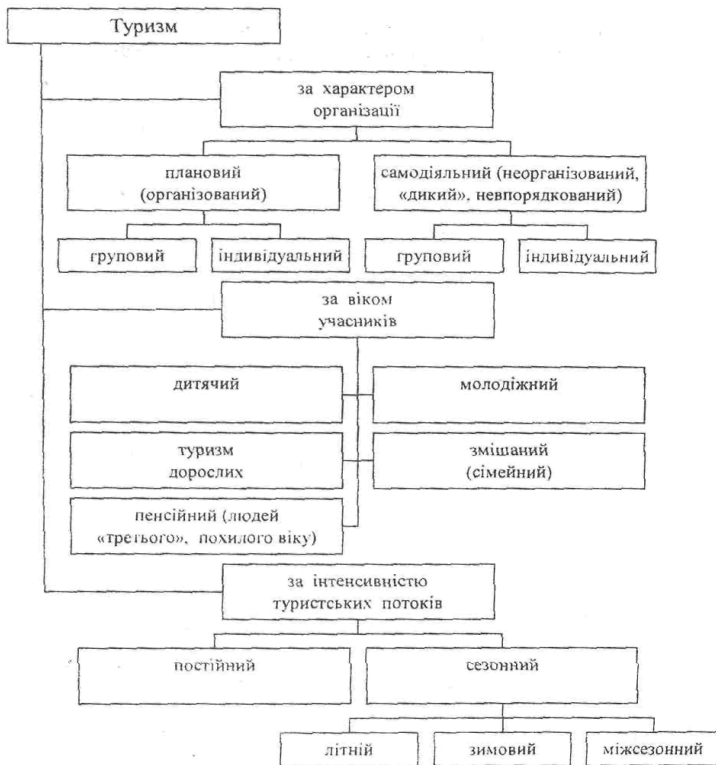 Туризм
за характером
організації
плановий
(організований)
самодіяльний (неорганізований,
«дикий», невпорядкований)
груповий
індивідуальний
груповий
індивідуальний
за віком
учасників
дитячий
молодіжний
туризм
дорослих
змішаний
(сімейний)
пенсійний (людей
«третього», похилого віку)
за інтенсивністю
туристських потоків
постійний
сезонний
літній
зимовий
міжсезонний